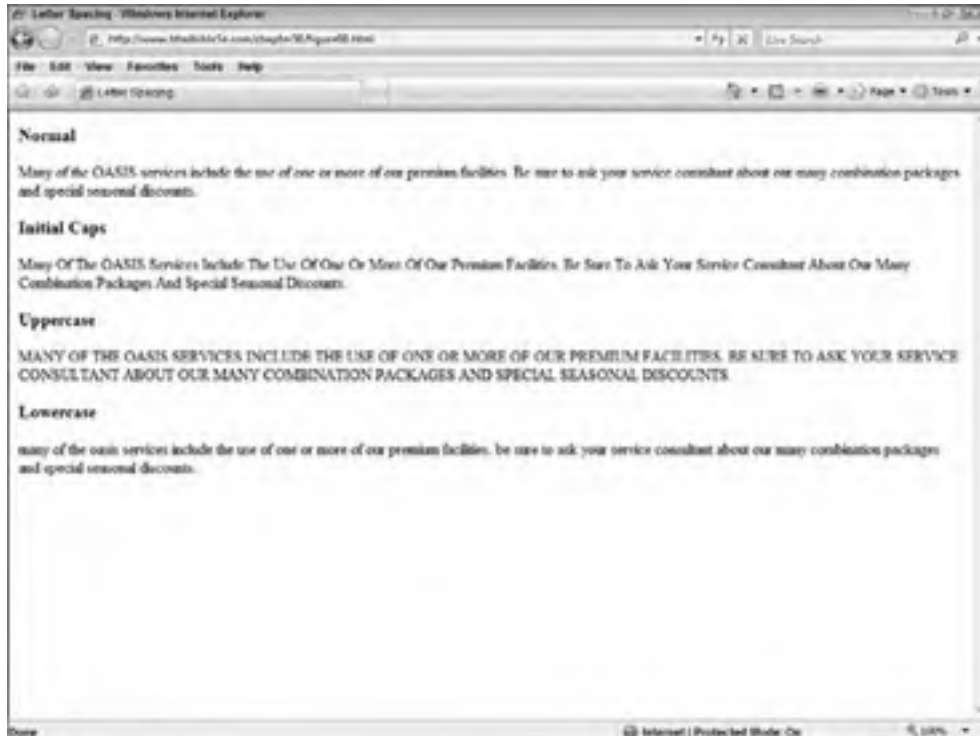 Letter Spacing - Windows Internet Explorer
Live Search
File Edit View Favorites Tools Help
Letter Spacing
Page Tools
Normal
Many of the OASIS services include the use of one or more of our premium facilities. Be sure to ask your service consultant about our many combination packages
and special seasonal discounts.
Initial Caps
Many Of The OASIS Services Include The Use Of One Or More Of Our Premium Facilities. Be Sure To Ask Your Service Consultant About Our Many
Combination Packages And Special Seasonal Discounts.
Uppercase
MANY OF THE OASIS SERVICES INCLUDE THE USE OF ONE OR MORE OF OUR PREMIUM FACILITIES. BE SURE TO ASK YOUR SERVICE
CONSULTANT ABOUT OUR MANY COMBINATION PACKAGES AND SPECIAL SEASONAL DISCOUNTS.
Lowercase
many of the oasis services include the use of one or more of our premium facilities. be sure to ask your service consultant about our many combination packages
and special seasonal discounts.
Done
Internet | Protected Mode: On
100%